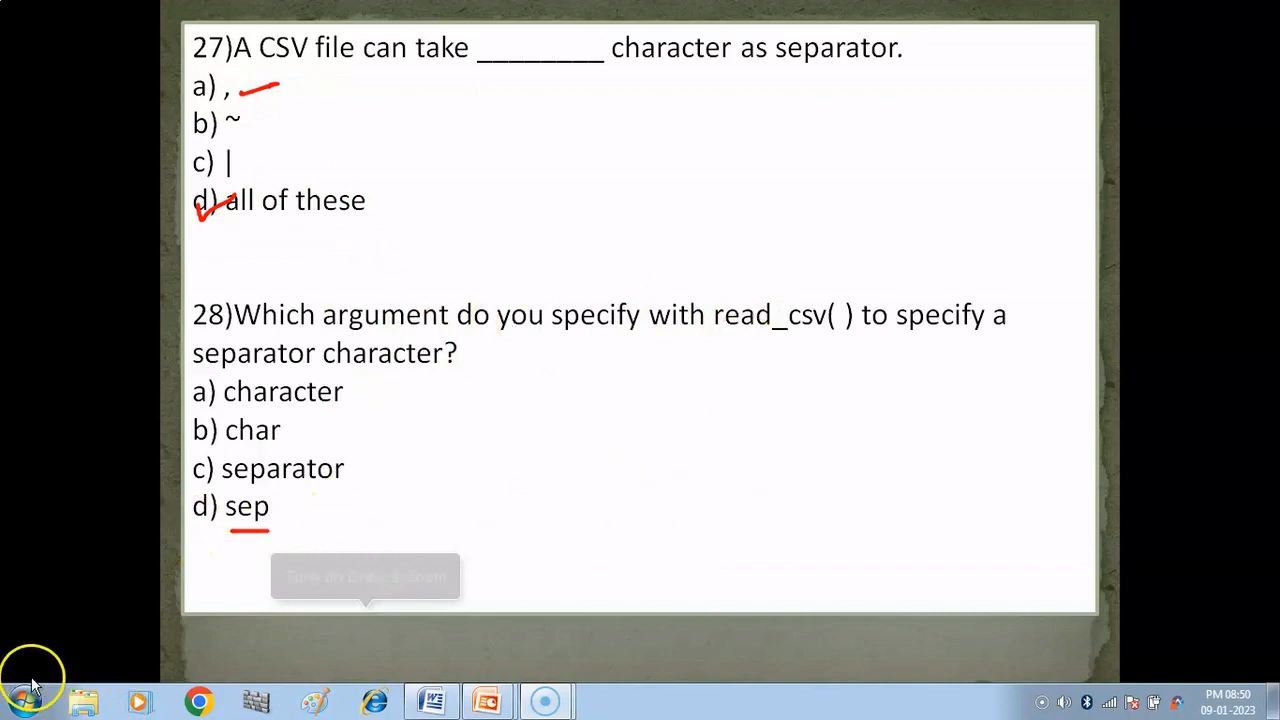 27)A CSV file can take ________ character as separator.
a) ,
b) ~
c) |
d) all of these
28)Which argument do you specify with read_csv( ) to specify a
separator character?
a) character
b) char
c) separator
d) sep
PM 08:50
09-01-2023